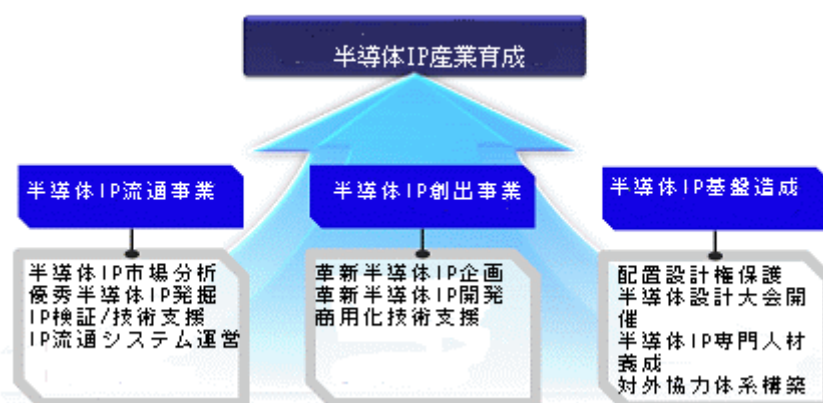 半導体IP産業育成
半導体IP流通事業
半導体IP市場分析
優秀半導体IP発掘
IP検証/技術支援
IP流通システム運営
半導体IP創出事業
革新半導体IP企画
革新半導体IP開発
商用化技術支援
半導体IP基盤造成
配置設計権保護
半導体設計大会開
催
半導体IP専門人材
養成
対外協力体系構築